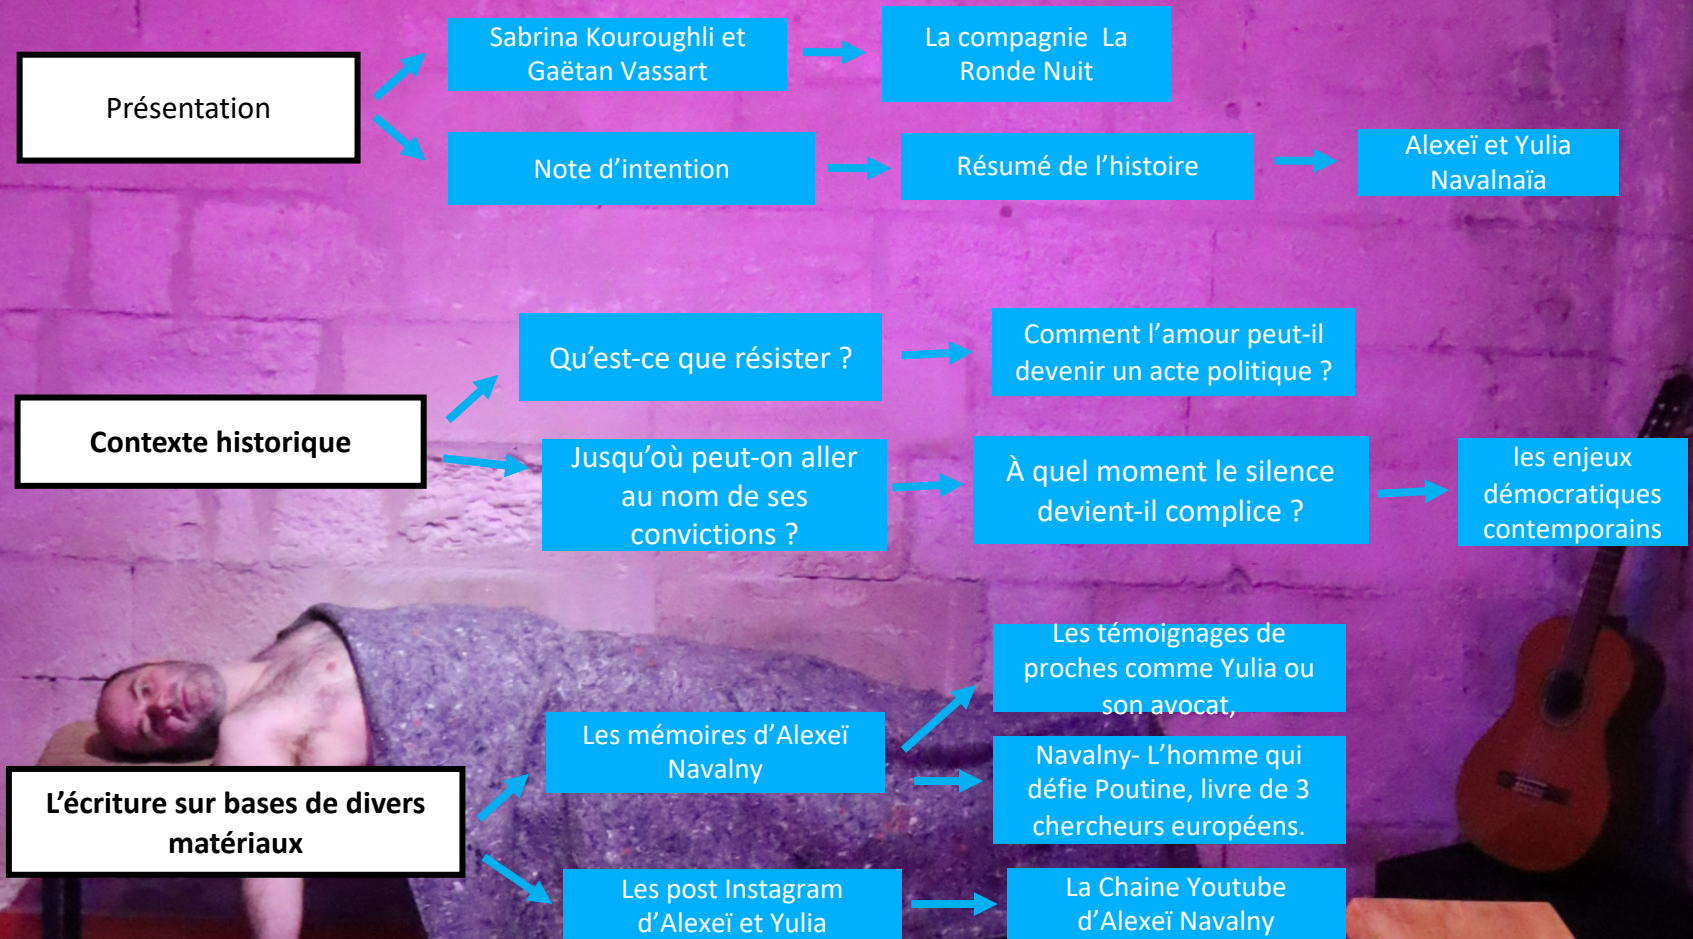 Présentation
Sabrina Kouroughli et
Gaëtan Vassart
La compagnie La
Ronde Nuit
Note d’intention
Résumé de l’histoire
Alexeï et Yulia
Navalnaïa
Contexte historique
Qu’est-ce que résister ?
Comment l’amour peut-il
devenir un acte politique ?
Jusqu’où peut-on aller
au nom de ses
convictions ?
À quel moment le silence
devient-il complice ?
les enjeux
démocratiques
contemporains
L’écriture sur bases de divers
matériaux
Les mémoires d’Alexeï
Navalny
Les témoignages de
proches comme Yulia ou
son avocat,
Navalny- L’homme qui
défie Poutine, livre de 3
chercheurs européens.
Les post Instagram
d’Alexeï et Yulia
La Chaine Youtube
d’Alexeï Navalny